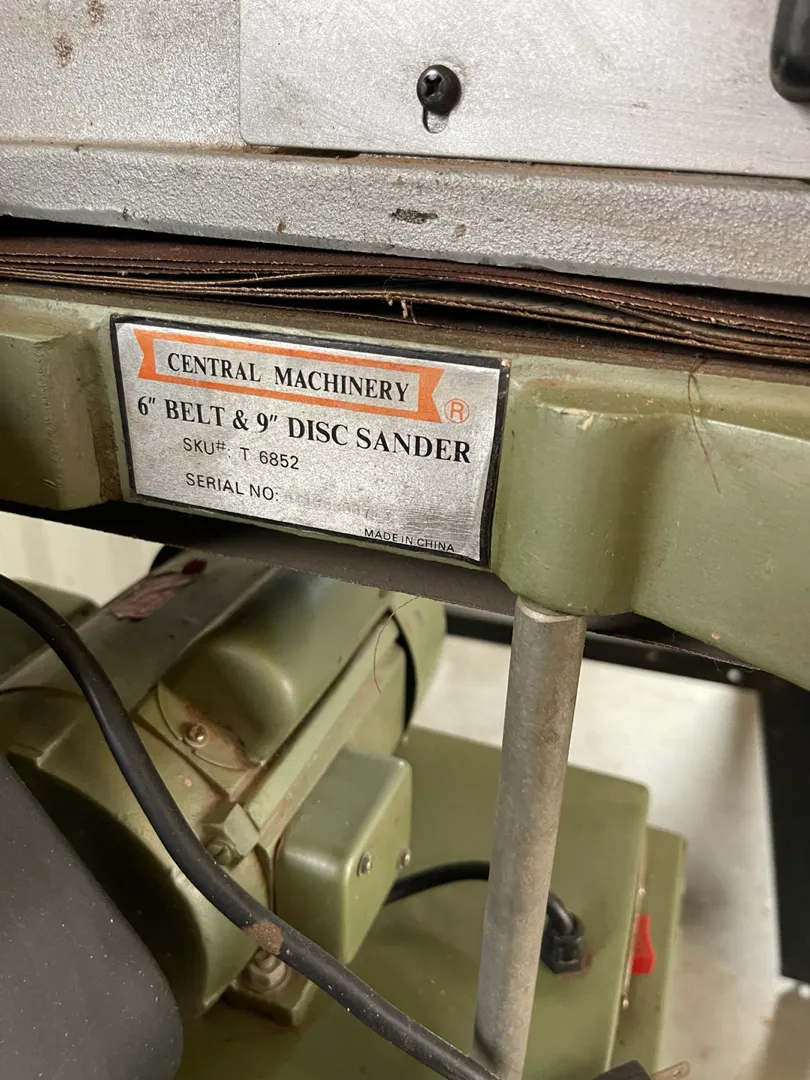 CENTRAL MACHINERY
®
6" BELT & 9" DISC SANDER
SKU#: T 6852
SERIAL NO:
MADE IN CHINA